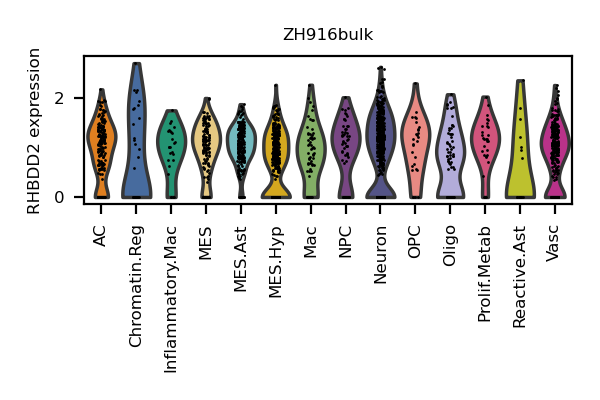 ZH916bulk
RHBDD2 expression
2
0
AC
Chromatin.Reg
Inflammatory.Mac
MES
MES.Ast
MES.Hyp
Mac
NPC
Neuron
OPC
Oligo
Prolif.Metab
Reactive.Ast
Vasc